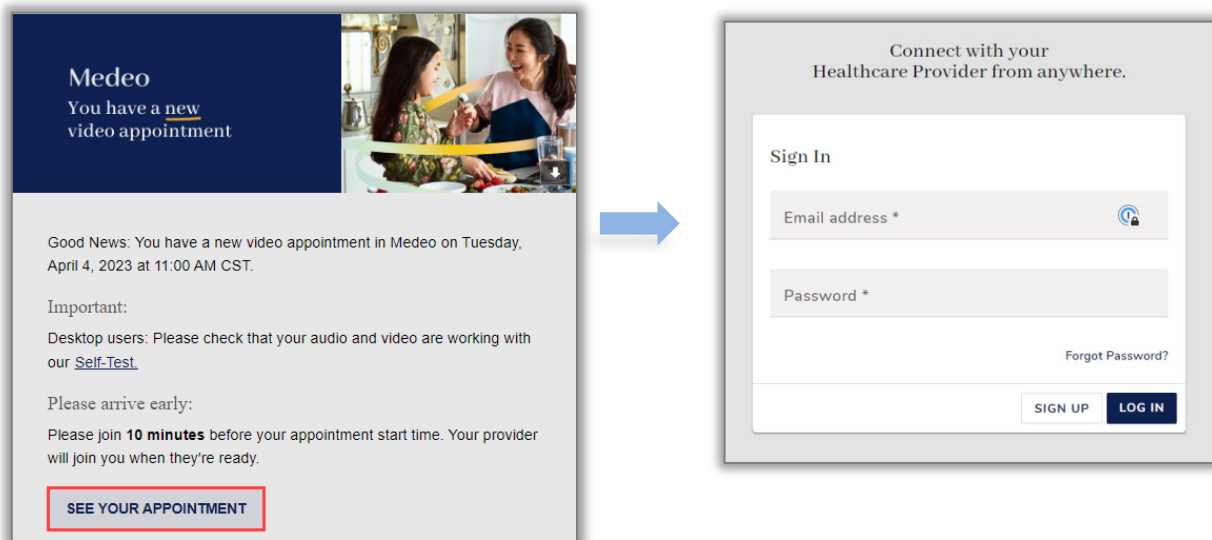 Medeo
You have a new
video appointment
Good News: You have a new video appointment in Medeo on Tuesday,
April 4, 2023 at 11:00 AM CST.
Important:
Desktop users: Please check that your audio and video are working with
our Self-Test.
Please arrive early:
Please join 10 minutes before your appointment start time. Your provider
will join you when they're ready.
SEE YOUR APPOINTMENT
Connect with your
Healthcare Provider from anywhere.
Sign In
Email address *
Password *
Forgot Password?
SIGN UP
LOG IN